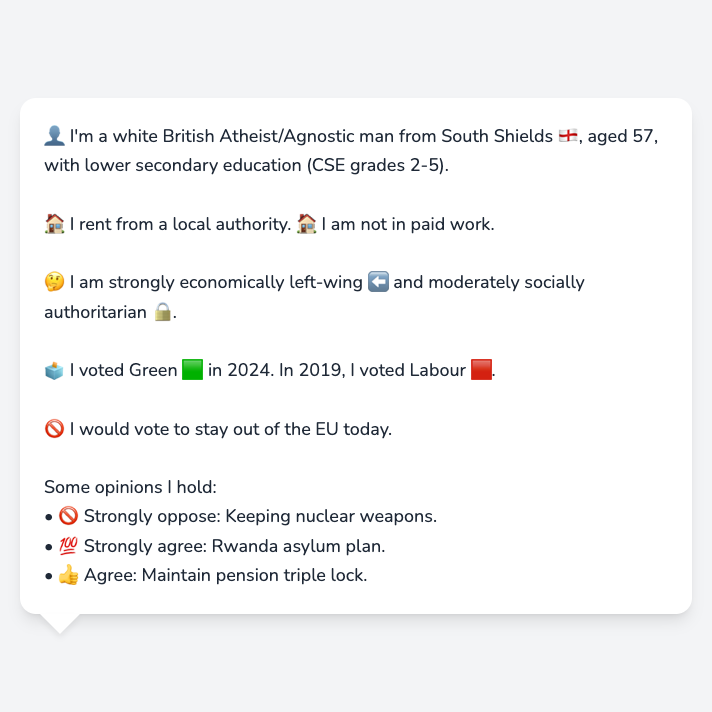 👤 I'm a white British Atheist/Agnostic man from South Shields 🏴󠁧󠁢󠁥󠁮󠁧󠁿, aged 57,
with lower secondary education (CSE grades 2-5).
🏠 I rent from a local authority. 🏠 I am not in paid work.
🤔 I am strongly economically left-wing ⬅️ and moderately socially
authoritarian 🔒.
🗳️ I voted Green 🟩 in 2024. In 2019, I voted Labour 🟥.
🚫 I would vote to stay out of the EU today.
Some opinions I hold:
• 🚫 Strongly oppose: Keeping nuclear weapons.
• 💯 Strongly agree: Rwanda asylum plan.
• 👍 Agree: Maintain pension triple lock.